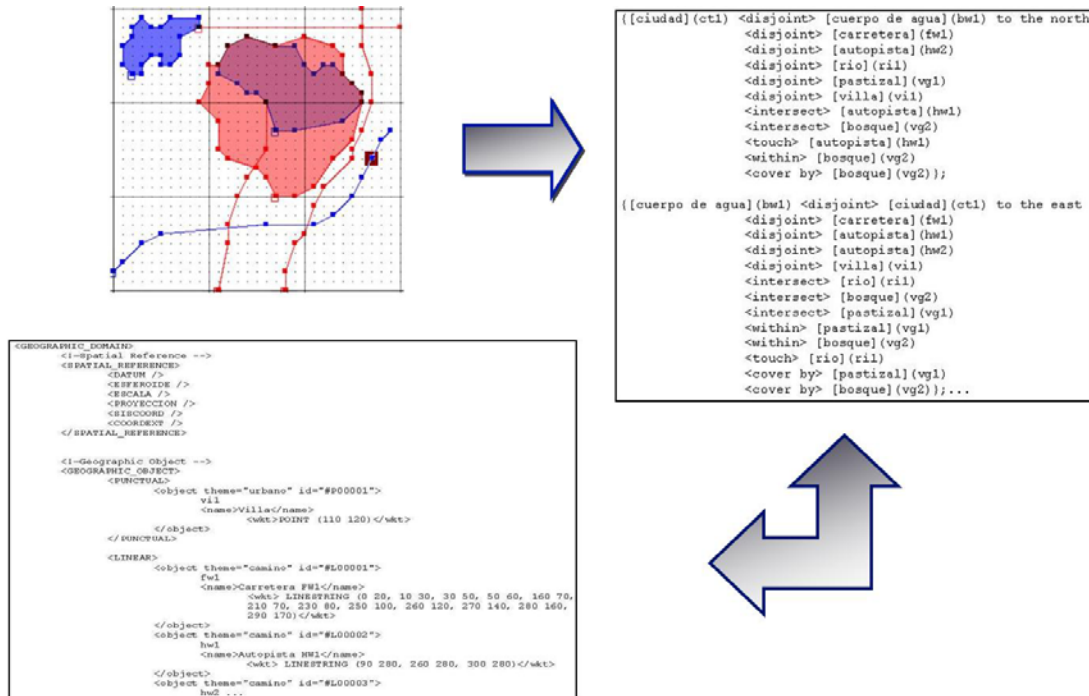 {[ciudad](ct1) <disjoint> [cuerpo de agua](bw1) to the north
<disjoint> [carretera](fw1)
<disjoint> [autopista](hw2)
<disjoint> [rio](ri1)
<disjoint> [pastizal](vg1)
<disjoint> [villa](vi1)
<intersect> [autopista](hw1)
<intersect> [bosque](vg2)
<touch> [autopista](hw1)
<within> [bosque](vg2)
<cover by> [bosque](vg2));
{[cuerpo de agua](bw1) <disjoint> [ciudad](ct1) to the east
<disjoint> [carretera](fw1)
<disjoint> [autopista](hw1)
<disjoint> [autopista](hw2)
<disjoint> [villa](vi1)
<intersect> [rio](ri1)
<intersect> [bosque](vg2)
<intersect> [pastizal](vg1)
<within> [pastizal](vg1)
<within> [bosque](vg2)
<touch> [rio](ri1)
<cover by> [pastizal](vg1)
<cover by> [bosque](vg2));...
<GEOGRAPHIC_DOMAIN>
<!-Spatial Reference -->
<SPATIAL_REFERENCE>
<DATUM />
<ESFEROIDE />
<ESCALA />
<PROYECCION />
<SISCOORD />
<COORDEXT />
</SPATIAL_REFERENCE>
<!-Geographic Object -->
<GEOGRAPHIC_OBJECT>
<PUNCTUAL>
<object theme="urbano" id="#P00001">
vi1
<name>Villa</name>
<wkt>POINT (110 120)</wkt>
</object>
</PUNCTUAL>
<LINEAR>
<object theme="camino" id="#L00001">
fw1
<name>Carretera FW1</name>
<wkt> LINESTRING (0 20, 10 30, 30 50, 50 60, 160 70,
210 70, 230 80, 250 100, 260 120, 270 140, 280 160,
290 170)</wkt>
</object>
<object theme="camino" id="#L00002">
hw1
<name>Autopista HW1</name>
<wkt> LINESTRING (90 280, 260 280, 300 280)</wkt>
</object>
<object theme="camino" id="#L00003">
hw2 ...